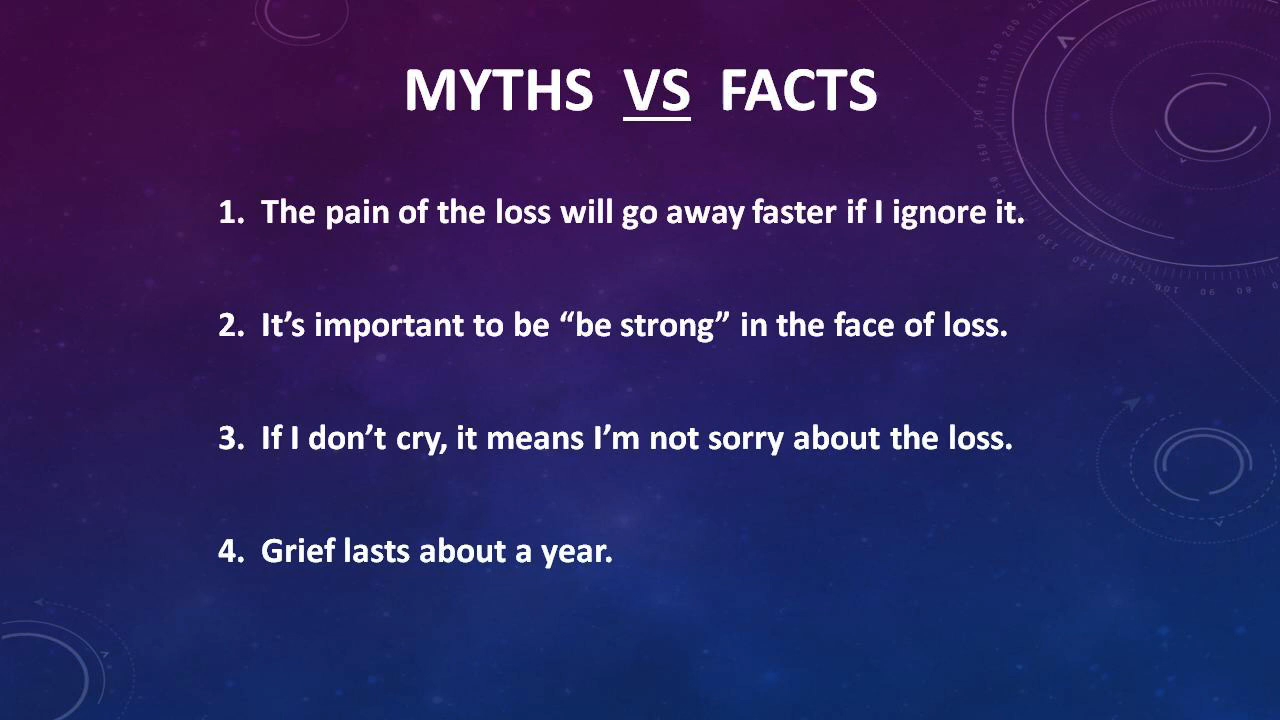 MYTHS VS FACTS
1. The pain of the loss will go away faster if I ignore it.
2. It’s important to be “be strong” in the face of loss.
3. If I don’t cry, it means I’m not sorry about the loss.
4. Grief lasts about a year.